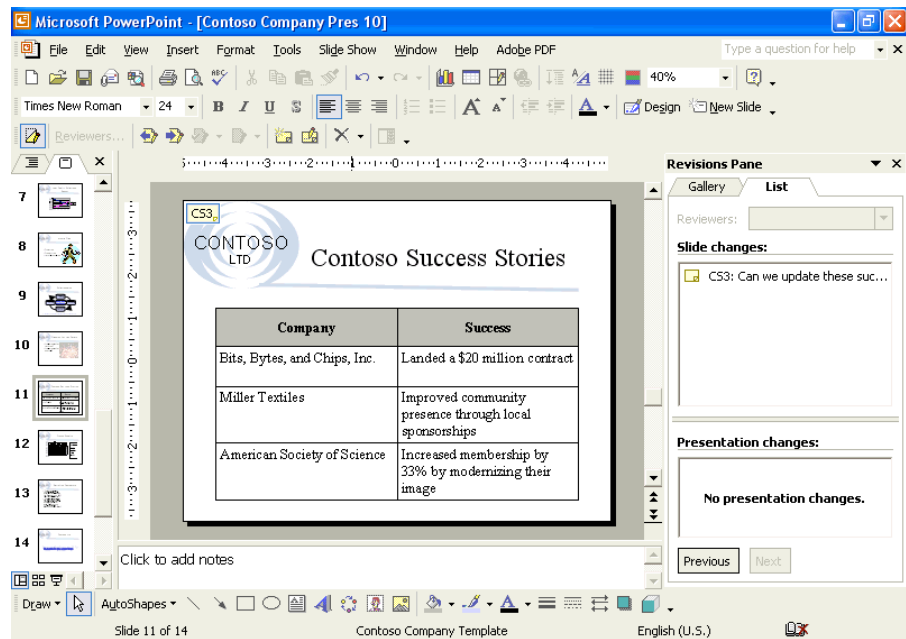 Microsoft PowerPoint - [Contoso Company Pres 10]
File Edit View Insert Format Tools Slide Show Window Help Adobe PDF Type a question for help
40%
Times New Roman 24 B I U S Design New Slide
Reviewers...
Revisions Pane
Gallery List
Reviewers:
Slide changes:
CS3: Can we update these suc...
Presentation changes:
No presentation changes.
Previous Next
7
8
9
10
11
12
13
14
CS3
CONTOSO
LTD
Contoso Success Stories
Company Success
Bits, Bytes, and Chips, Inc. Landed a $20 million contract
Miller Textiles Improved community
presence through local
sponsorships
American Society of Science Increased membership by
33% by modernizing their
image
Click to add notes
Draw AutoShapes
Slide 11 of 14 Contoso Company Template English (U.S.)